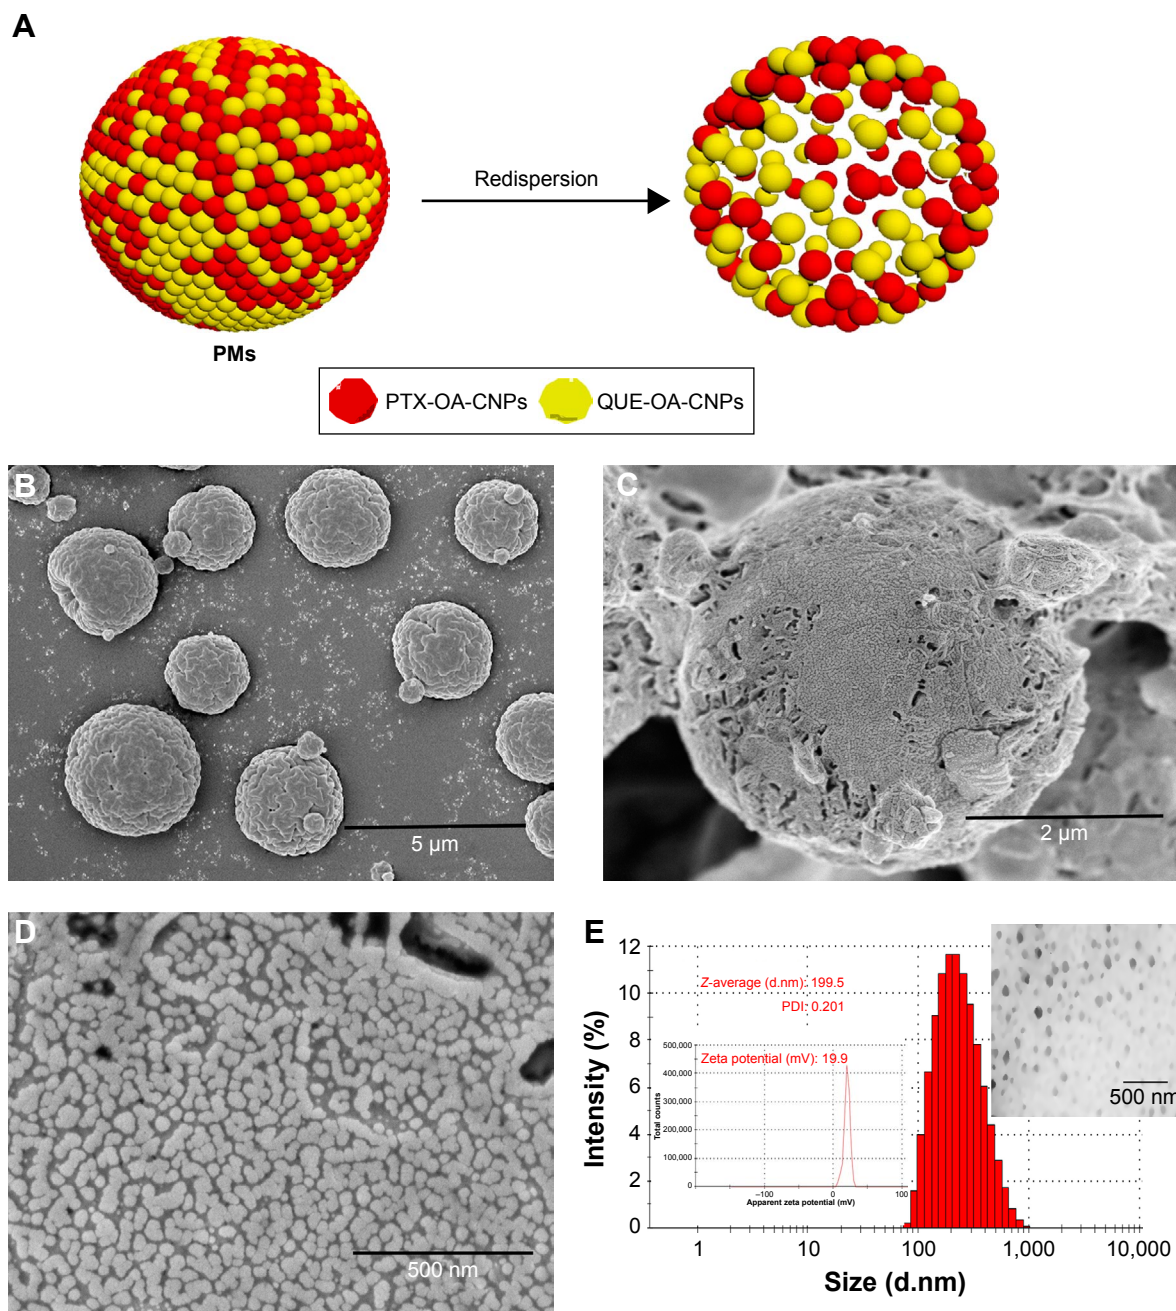 A
Redispersion
PMs
PTX-OA-CNPs QUE-OA-CNPs
B
5 µm
C
2 µm
D
500 nm
E
12
10
8
6
4
2
0
Intensity (%)
Z-average (d.nm): 199.5
PDI: 0.201
Zeta potential (mV): 19.9
500,000
400,000
300,000
200,000
100,000
0
Total counts
–100 0 100
Apparent zeta potential (mV)
500 nm
1 10 100 1,000 10,000
Size (d.nm)